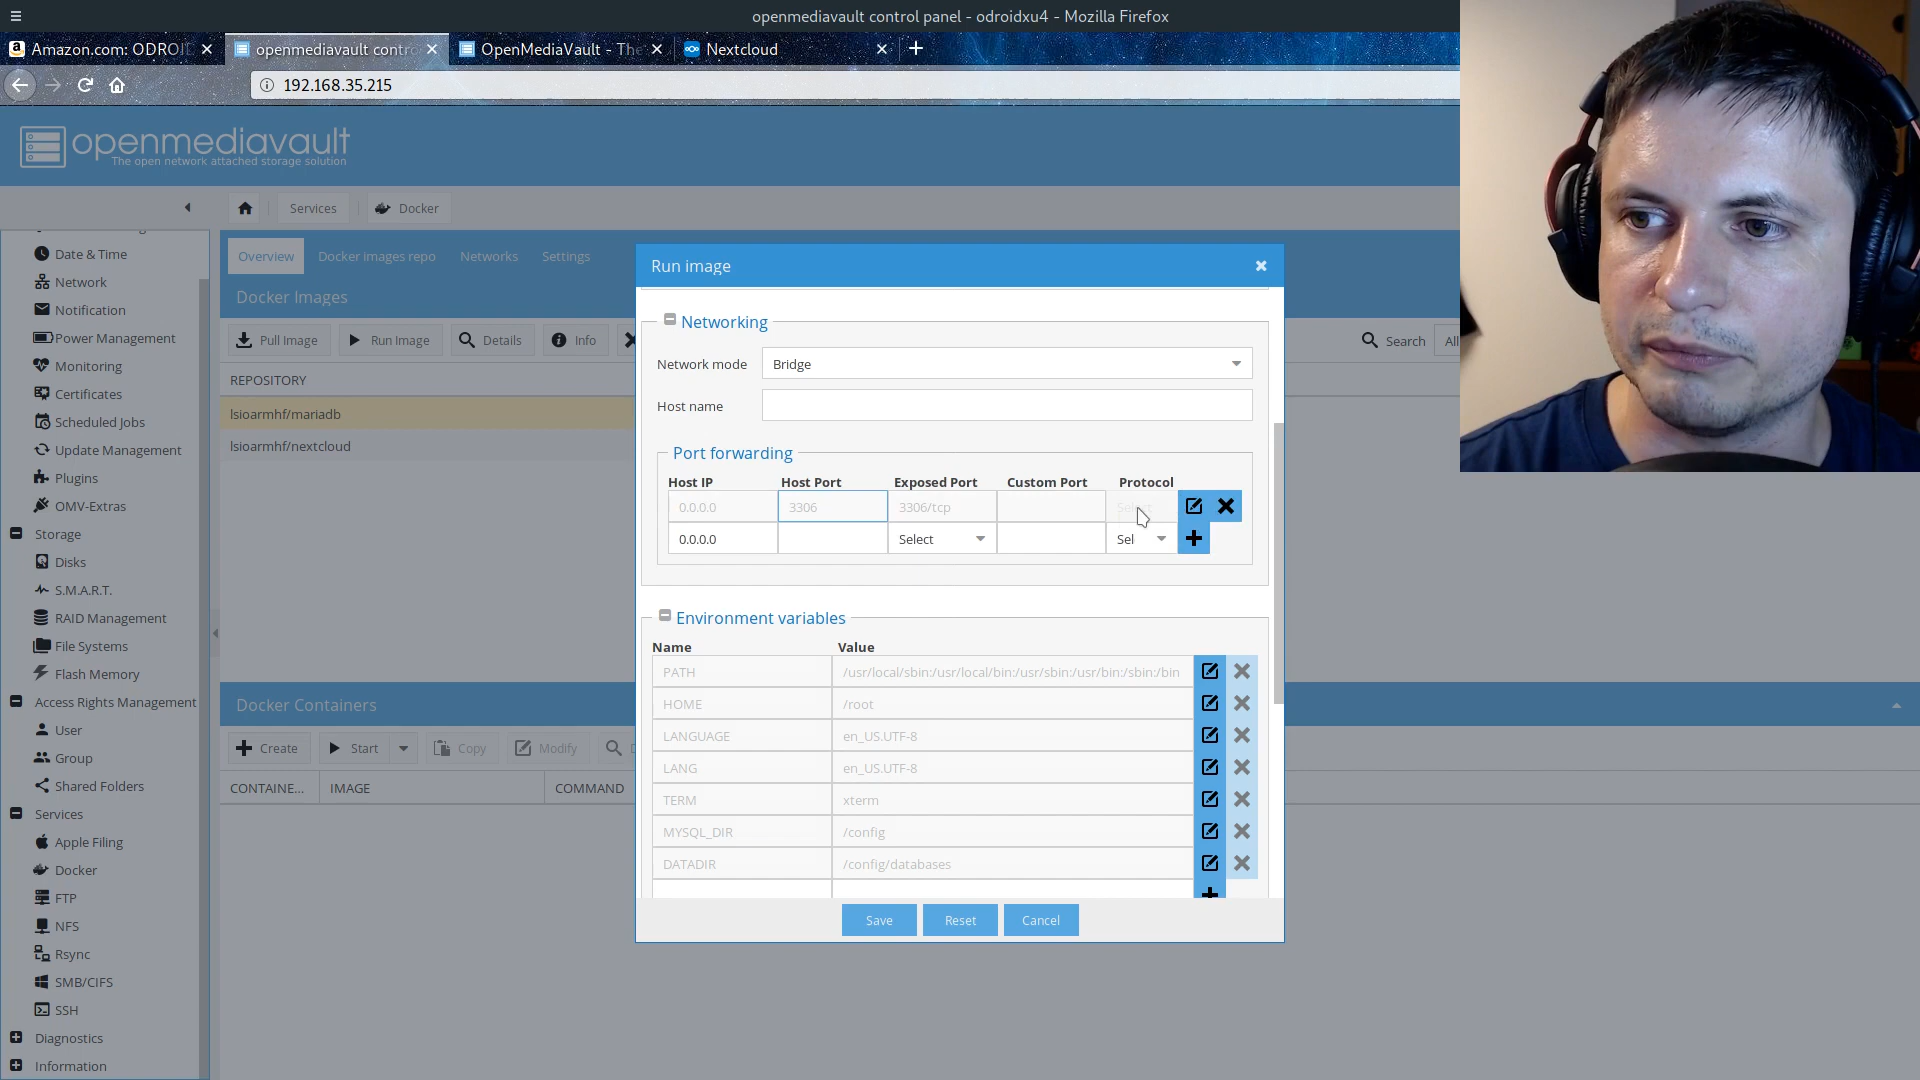 openmediavault control panel - odroidxu4 - Mozilla Firefox
Amazon.com: ODROI
openmediavault contro
OpenMediaVault - The
Nextcloud
192.168.35.215
openmediavault
The open network attached storage solution
Services
Docker
Date & Time
Network
Notification
Power Management
Monitoring
Certificates
Scheduled Jobs
Update Management
Plugins
OMV-Extras
Storage
Disks
S.M.A.R.T.
RAID Management
File Systems
Flash Memory
Access Rights Management
User
Group
Shared Folders
Services
Apple Filing
Docker
FTP
NFS
Rsync
SMB/CIFS
SSH
Diagnostics
Information
Overview
Docker images repo
Networks
Settings
Docker Images
Pull Image
Run Image
Details
Info
Search
All
REPOSITORY
lsioarmhf/mariadb
lsioarmhf/nextcloud
Docker Containers
Create
Start
Copy
Modify
CONTAINE...
IMAGE
COMMAND
Run image
Networking
Network mode
Bridge
Host name
Port forwarding
Host IP Host Port Exposed Port Custom Port Protocol
0.0.0.0 3306 3306/tcp
0.0.0.0 Select Sel
Environment variables
Name Value
PATH /usr/local/sbin:/usr/local/bin:/usr/sbin:/usr/bin:/sbin:/bin
HOME /root
LANGUAGE en_US.UTF-8
LANG en_US.UTF-8
TERM xterm
MYSQL_DIR /config
DATADIR /config/databases
Save
Reset
Cancel